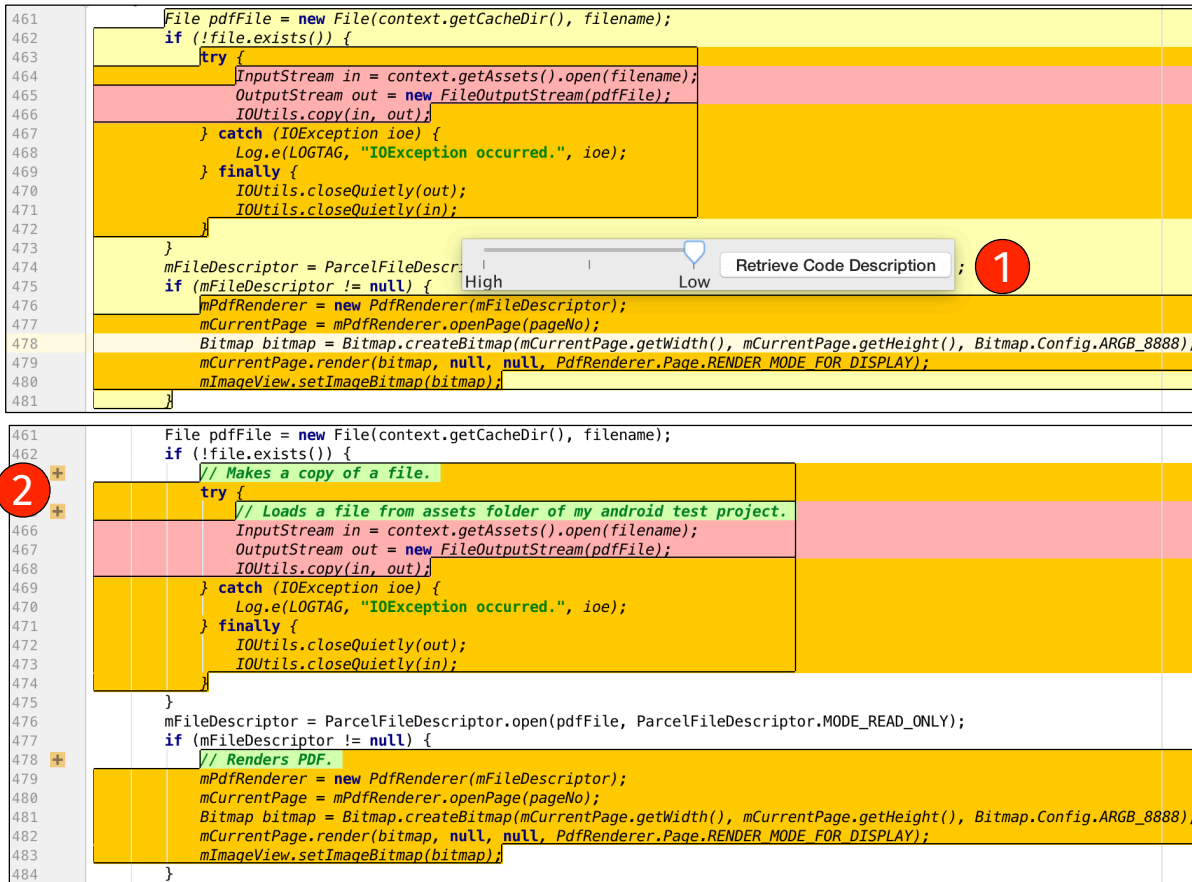 461 File pdfFile = new File(context.getCacheDir(), filename);
462 if (!file.exists()) {
463 try {
464 InputStream in = context.getAssets().open(filename);
465 OutputStream out = new FileOutputStream(pdfFile);
466 IOUtils.copy(in, out);
467 } catch (IOException ioe) {
468 Log.e(LOGTAG, "IOException occurred.", ioe);
469 } finally {
470 IOUtils.closeQuietly(out);
471 IOUtils.closeQuietly(in);
472 }
473 }
474 mFileDescriptor = ParcelFileDescri ;
High Low Retrieve Code Description 1
475 if (mFileDescriptor != null) {
476 mPdfRenderer = new PdfRenderer(mFileDescriptor);
477 mCurrentPage = mPdfRenderer.openPage(pageNo);
478 Bitmap bitmap = Bitmap.createBitmap(mCurrentPage.getWidth(), mCurrentPage.getHeight(), Bitmap.Config.ARGB_8888)
479 mCurrentPage.render(bitmap, null, null, PdfRenderer.Page.RENDER_MODE_FOR_DISPLAY);
480 mImageView.setImageBitmap(bitmap);
481 }
461 File pdfFile = new File(context.getCacheDir(), filename);
462 if (!file.exists()) {
+ // Makes a copy of a file.
2 try {
+ // Loads a file from assets folder of my android test project.
466 InputStream in = context.getAssets().open(filename);
467 OutputStream out = new FileOutputStream(pdfFile);
468 IOUtils.copy(in, out);
469 } catch (IOException ioe) {
470 Log.e(LOGTAG, "IOException occurred.", ioe);
471 } finally {
472 IOUtils.closeQuietly(out);
473 IOUtils.closeQuietly(in);
474 }
475 }
476 mFileDescriptor = ParcelFileDescriptor.open(pdfFile, ParcelFileDescriptor.MODE_READ_ONLY);
477 if (mFileDescriptor != null) {
478 + // Renders PDF.
479 mPdfRenderer = new PdfRenderer(mFileDescriptor);
480 mCurrentPage = mPdfRenderer.openPage(pageNo);
481 Bitmap bitmap = Bitmap.createBitmap(mCurrentPage.getWidth(), mCurrentPage.getHeight(), Bitmap.Config.ARGB_8888)
482 mCurrentPage.render(bitmap, null, null, PdfRenderer.Page.RENDER_MODE_FOR_DISPLAY);
483 mImageView.setImageBitmap(bitmap);
484 }